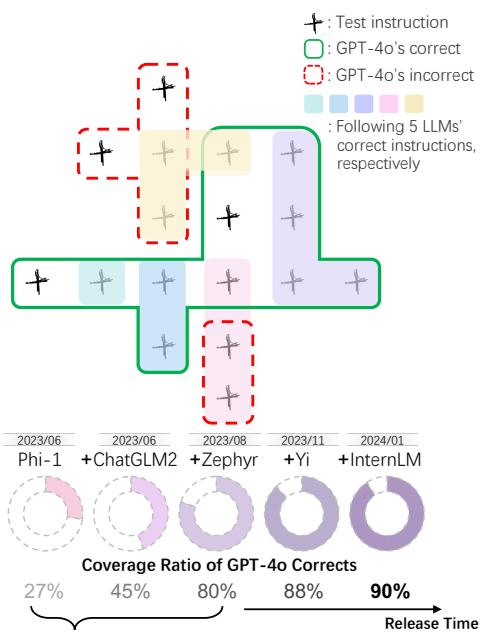 : Test instruction
: GPT-4o's correct
: GPT-4o's incorrect
: Following 5 LLMs'
correct instructions,
respectively
2023/06 2023/06 2023/08 2023/11 2024/01
Phi-1 +ChatGLM2 +Zephyr +Yi +InternLM
Coverage Ratio of GPT-4o Corrects
27% 45% 80% 88% 90%
Release Time